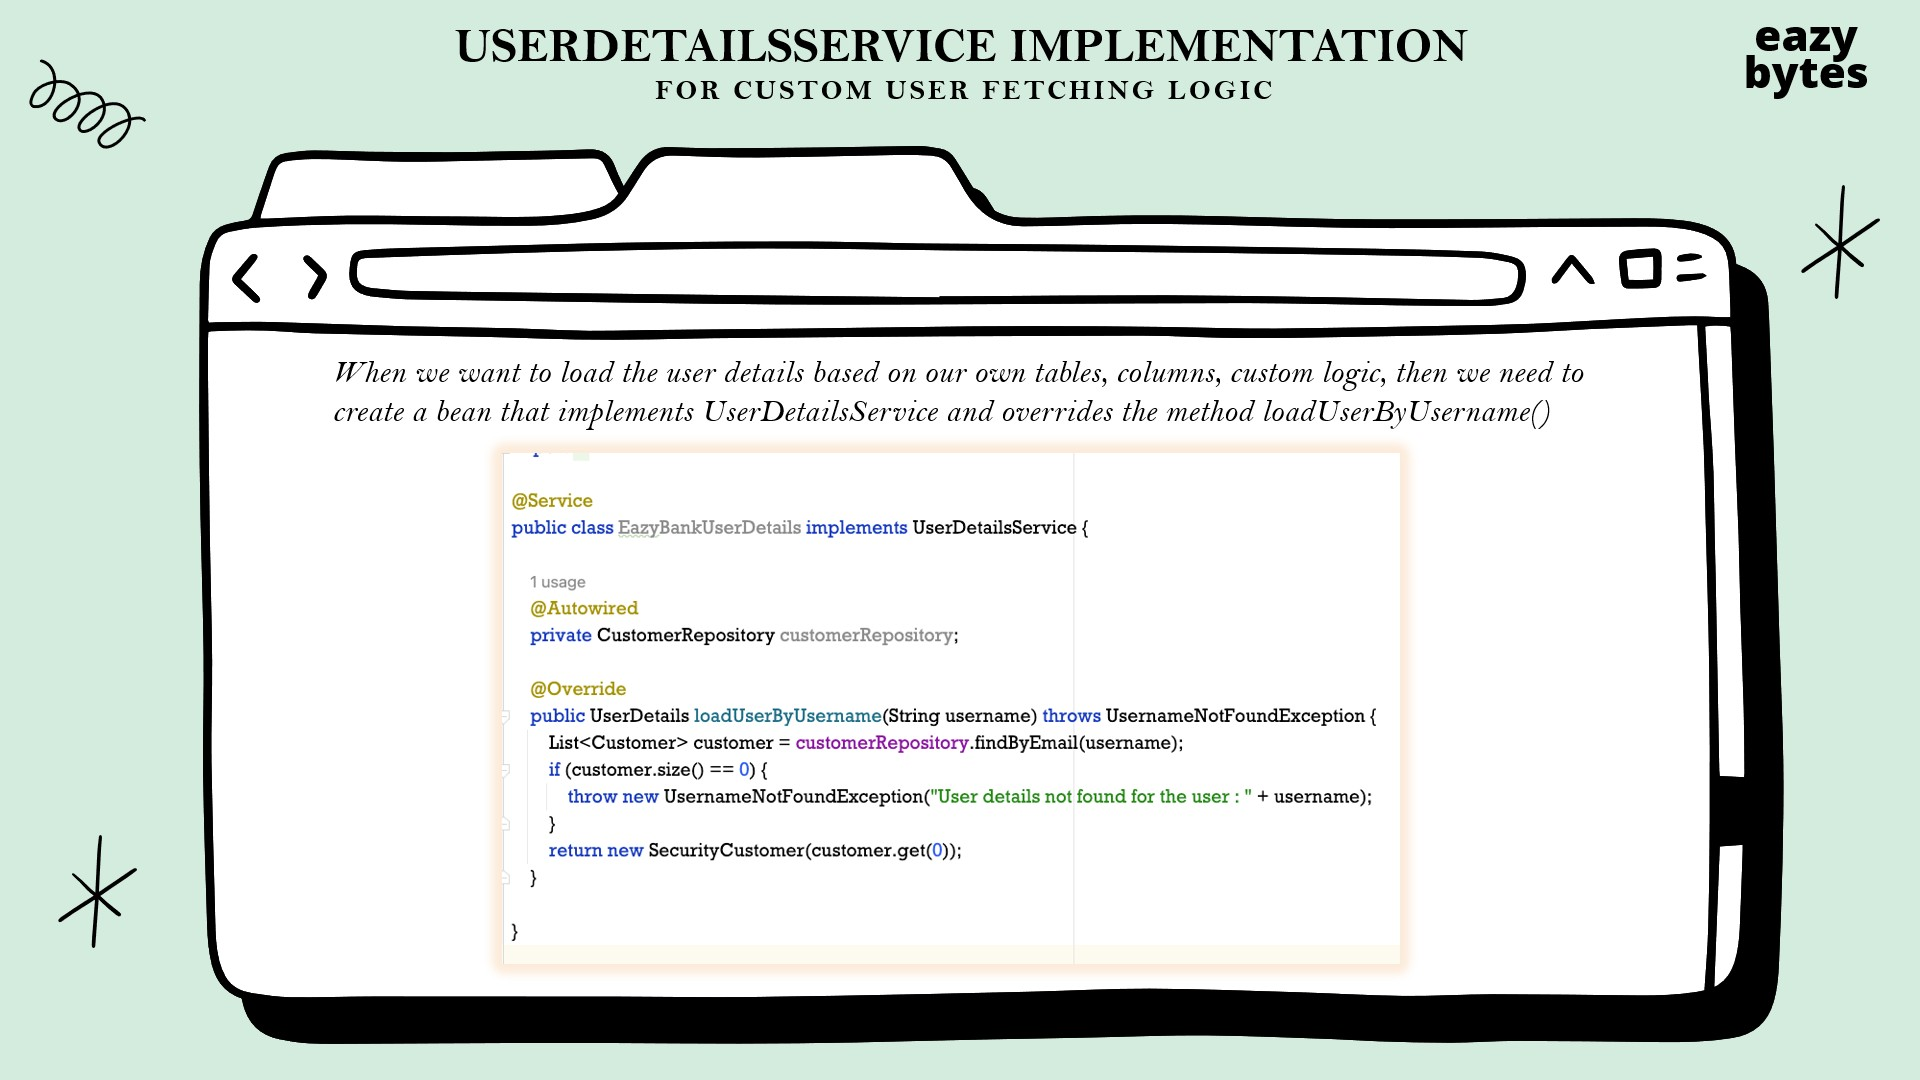 USERDETAILSSERVICE IMPLEMENTATION
FOR CUSTOM USER FETCHING LOGIC
eazy
bytes
When we want to load the user details based on our own tables, columns, custom logic, then we need to
create a bean that implements UserDetailsService and overrides the method loadUserByUsername()
@Service
public class EazyBankUserDetails implements UserDetailsService {
1 usage
@Autowired
private CustomerRepository customerRepository;
@Override
public UserDetails loadUserByUsername(String username) throws UsernameNotFoundException {
List<Customer> customer = customerRepository.findByEmail(username);
if (customer.size() == 0) {
throw new UsernameNotFoundException("User details not found for the user : " + username);
}
return new SecurityCustomer(customer.get(0));
}
}